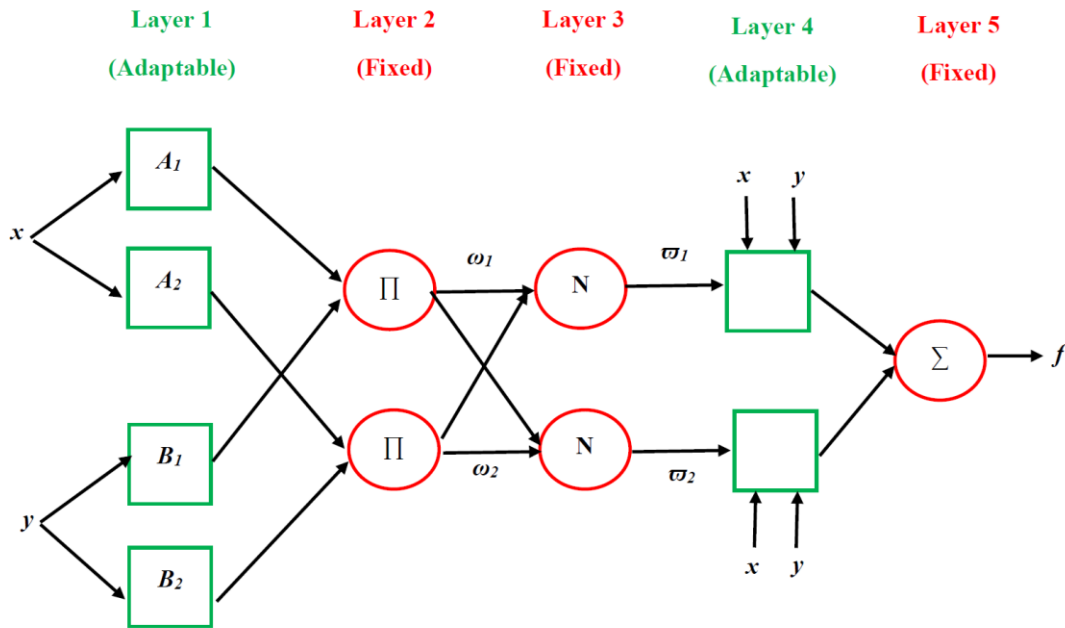 Layer 1 Layer 2 Layer 3 Layer 4 Layer 5
(Adaptable) (Fixed) (Fixed) (Adaptable) (Fixed)
A1
x y
x
A2 ∏ ω1 N ϖ1
∑ f
B1 ∏ ω2 N ϖ2
y
x y
B2